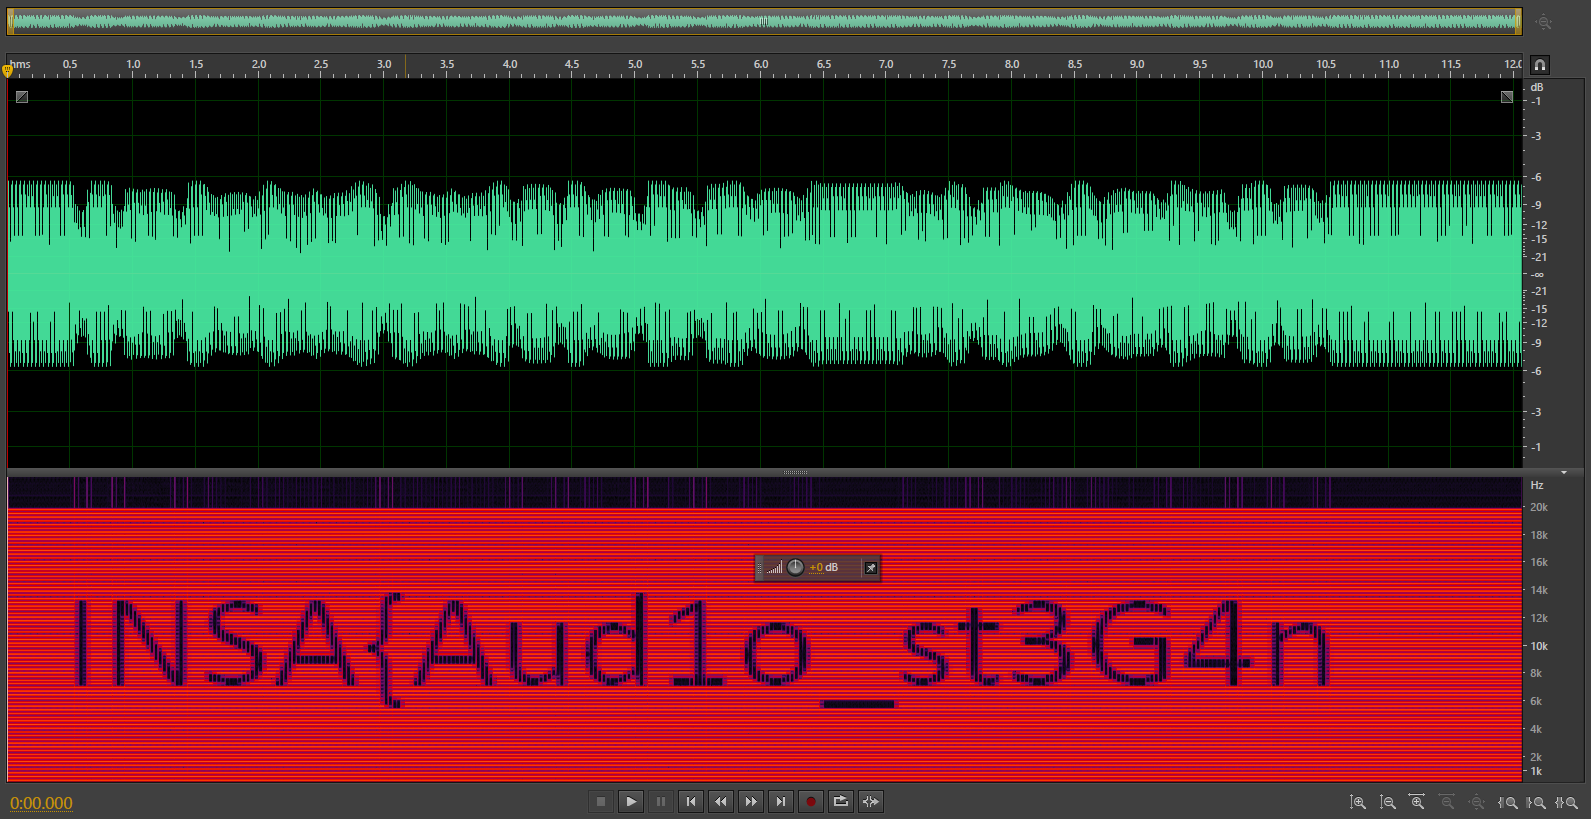 hms 0.5 1.0 1.5 2.0 2.5 3.0 3.5 4.0 4.5 5.0 5.5 6.0 6.5 7.0 7.5 8.0 8.5 9.0 9.5 10.0 10.5 11.0 11.5 12.0
dB
-1
-3
-6
-9
-12
-15
-21
-∞
-21
-15
-12
-9
-6
-3
-1
Hz
20k
18k
16k
+0 dB
14k
12k
INSA{Aud1o_st3G4n
10k
8k
6k
4k
2k
1k
0:00.000